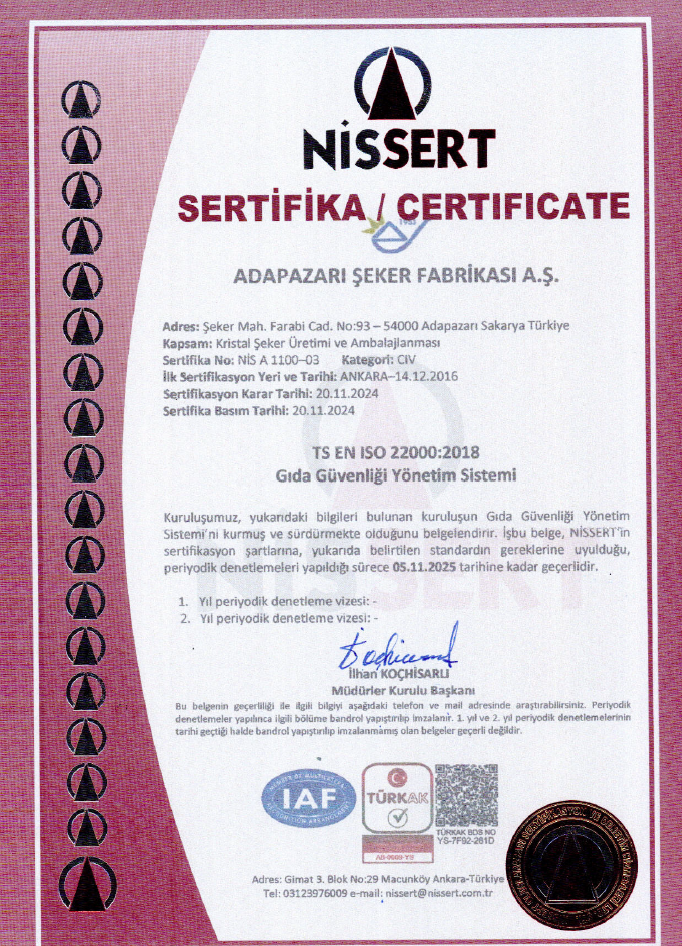 NİSSERT
SERTİFİKA / CERTIFICATE
1983
ADAPAZARI ŞEKER FABRİKASI A.Ş.
Adres: Şeker Mah. Farabi Cad. No:93 – 54000 Adapazarı Sakarya Türkiye
Kapsam: Kristal Şeker Üretimi ve Ambalajlanması
Sertifika No: NİS A 1100–03 Kategori: CIV
İlk Sertifikasyon Yeri ve Tarihi: ANKARA–14.12.2016
Sertifikasyon Karar Tarihi: 20.11.2024
Sertifika Basım Tarihi: 20.11.2024
TS EN ISO 22000:2018
Gıda Güvenliği Yönetim Sistemi
Kuruluşumuz, yukarıdaki bilgileri bulunan kuruluşun Gıda Güvenliği Yönetim
Sistemi'ni kurmuş ve sürdürmekte olduğunu belgelendirir. İşbu belge, NİSSERT'in
sertifikasyon şartlarına, yukarıda belirtilen standardın gereklerine uyulduğu,
periyodik denetlemeleri yapıldığı sürece 05.11.2025 tarihine kadar geçerlidir.
NİSSERT
1. Yıl periyodik denetleme vizesi: -
2. Yıl periyodik denetleme vizesi: -
İlhan KOÇHİSARLI
Müdürler Kurulu Başkanı
Bu belgenin geçerliliği ile ilgili bilgiyi aşağıdaki telefon ve mail adresinde araştırabilirsiniz. Periyodik
denetlemeler yapılınca ilgili bölüme bandrol yapıştırılıp imzalanır. 1. yıl ve 2. yıl periyodik denetlemelerinin
tarihi geçtiği halde bandrol yapıştırılıp imzalanmamış olan belgeler geçerli değildir.
MEMBER OF MULTILATERAL
IAF
RECOGNITION ARRANGEMENT
TÜRKAK
TÜRKAK BDS NO
YS-7F92-281D
Adres: Gimat 3. Blok No:29 Macunköy Ankara-Türkiye
Tel: 03123976009 e-mail: nissert@nissert.com.tr